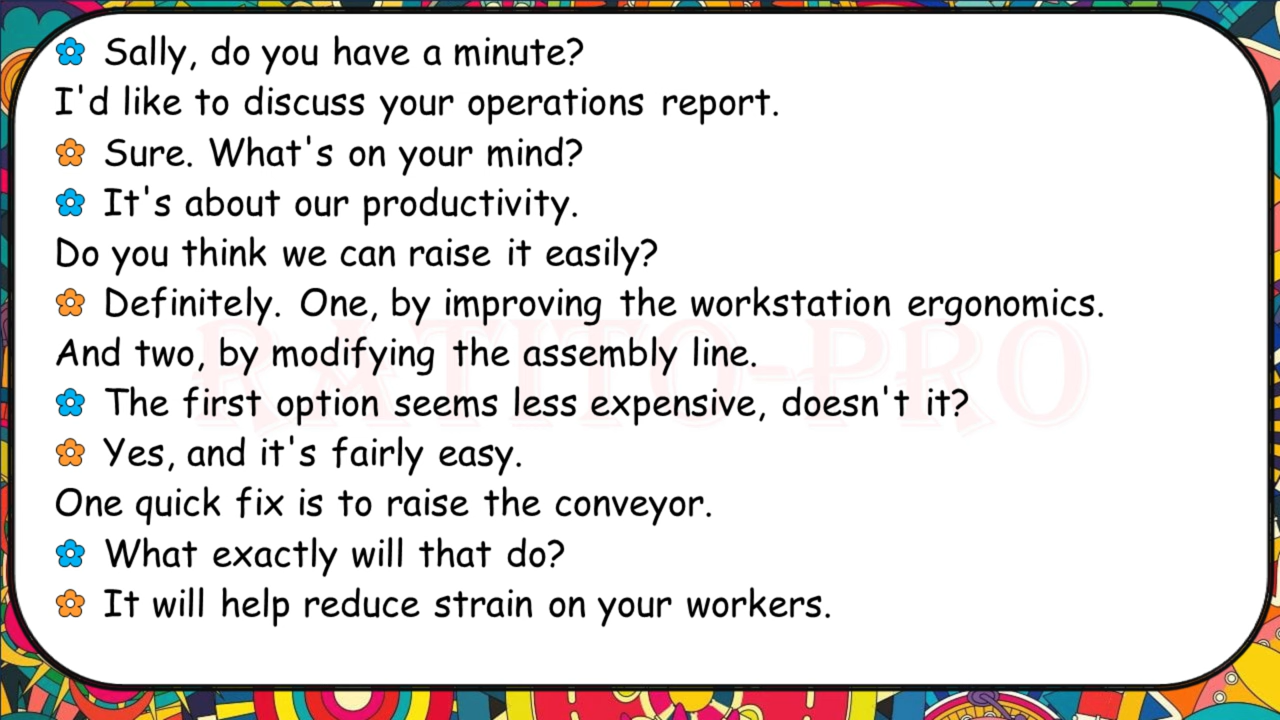 Sally, do you have a minute?
I'd like to discuss your operations report.
Sure. What's on your mind?
It's about our productivity.
Do you think we can raise it easily?
Definitely. One, by improving the workstation ergonomics.
And two, by modifying the assembly line.
RATITO-PRO
The first option seems less expensive, doesn't it?
Yes, and it's fairly easy.
One quick fix is to raise the conveyor.
What exactly will that do?
It will help reduce strain on your workers.